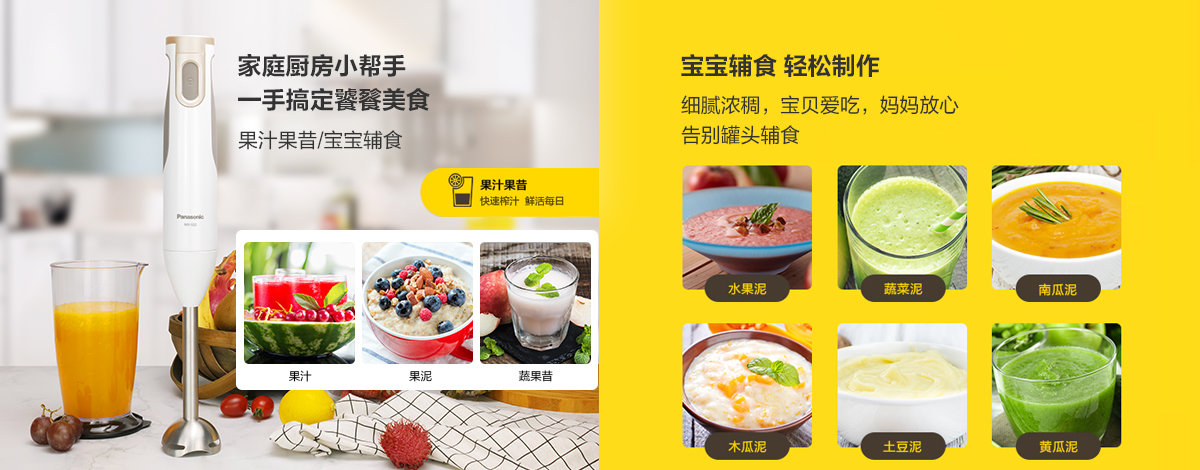 家庭厨房小帮手
一手搞定饕餮美食
果汁果昔/宝宝辅食
果汁果昔
快速榨汁 鲜活每日
Panasonic
果汁
果泥
蔬果昔
宝宝辅食 轻松制作
细腻浓稠，宝贝爱吃，妈妈放心
告别罐头辅食
水果泥
蔬菜泥
南瓜泥
木瓜泥
土豆泥
黄瓜泥